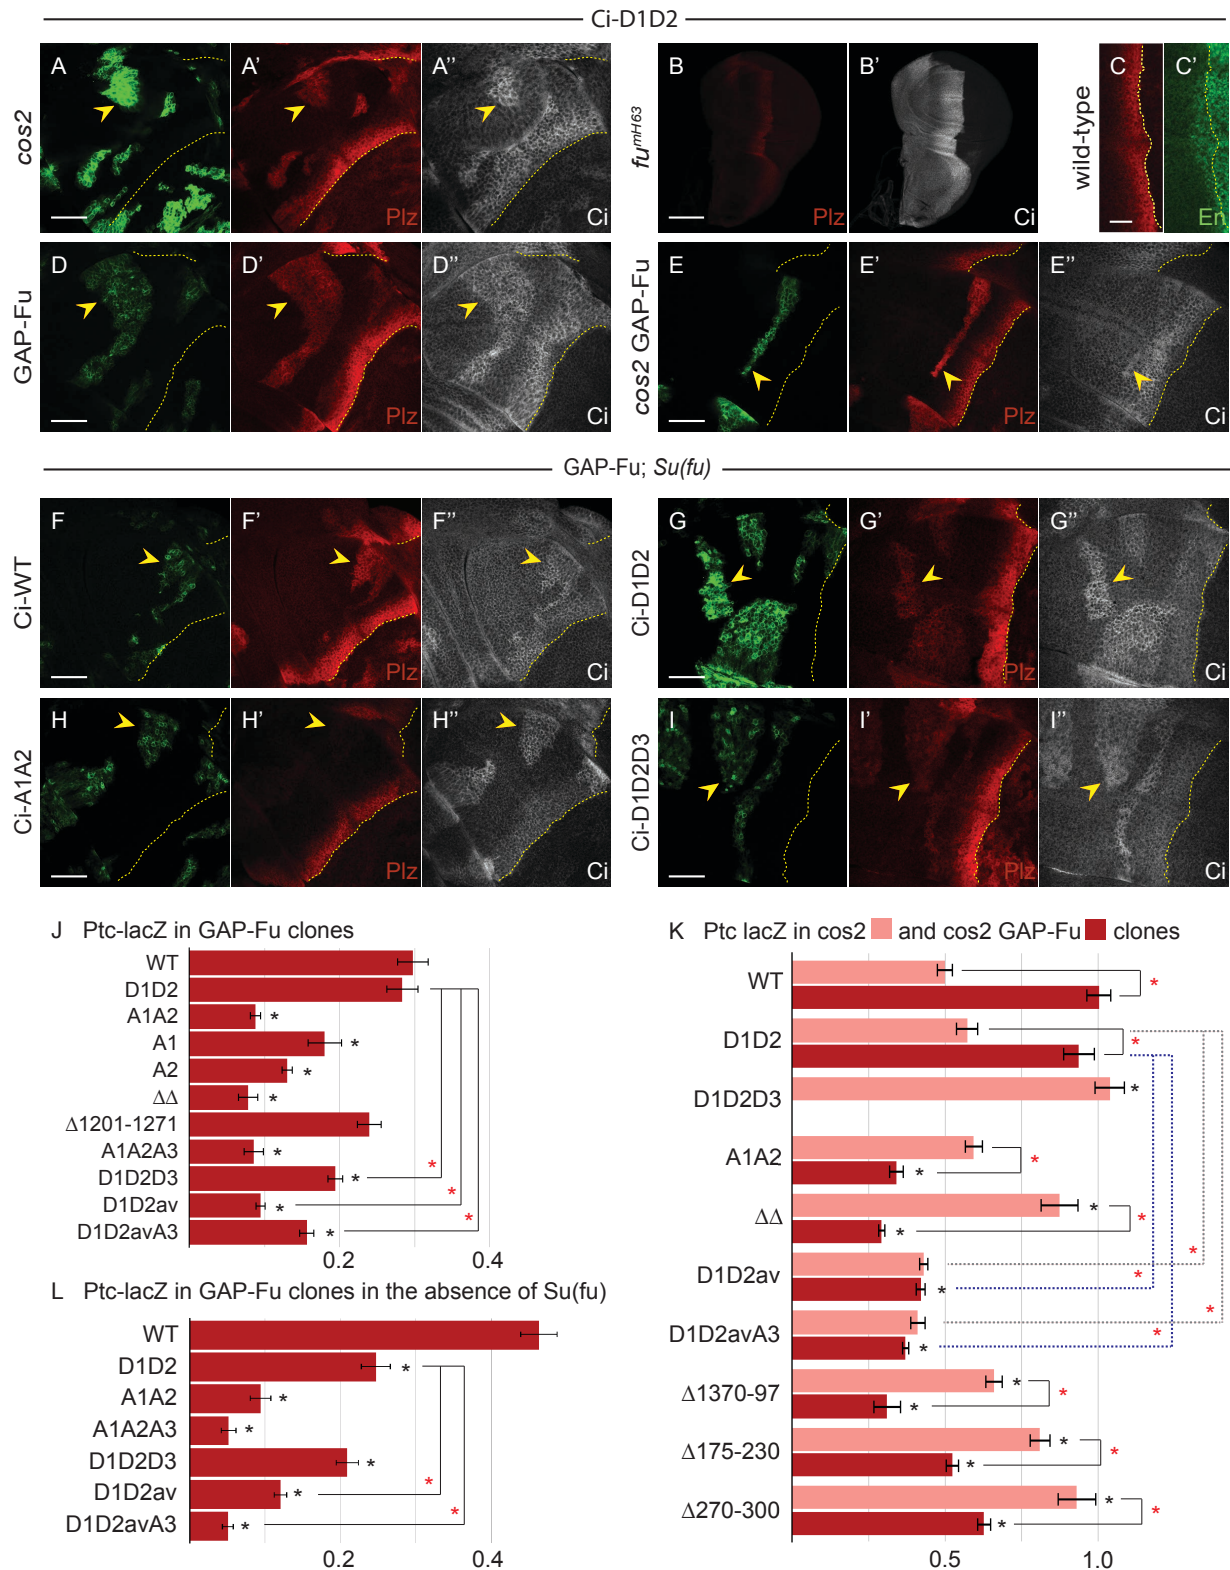 Ci-D1D2
cos2
A
A'
Plz
A''
Ci
fu^mH63
B
Plz
B'
Ci
wild-type
C
C'
En
GAP-Fu
D
D'
Plz
D''
Ci
cos2 GAP-Fu
E
E'
Plz
E''
Ci
GAP-Fu; Su(fu)
Ci-WT
F
F'
Plz
F''
Ci
Ci-D1D2
G
G'
Plz
G''
Ci
Ci-A1A2
H
H'
Plz
H''
Ci
Ci-D1D2D3
I
I'
Plz
I''
Ci
J Ptc-lacZ in GAP-Fu clones
WT
D1D2
A1A2 *
A1 *
A2 *
ΔΔ *
Δ1201-1271
A1A2A3 *
D1D2D3 * *
D1D2av * *
D1D2avA3 * *
0.2 0.4
K Ptc lacZ in cos2 and cos2 GAP-Fu clones
WT *
D1D2 *
D1D2D3 *
A1A2 * *
ΔΔ * * *
D1D2av * * *
D1D2avA3 * * *
Δ1370-97 * * *
Δ175-230 * * *
Δ270-300 * * *
0.5 1.0
L Ptc-lacZ in GAP-Fu clones in the absence of Su(fu)
WT
D1D2 *
A1A2 *
A1A2A3 *
D1D2D3 *
D1D2av * *
D1D2avA3 * *
0.2 0.4